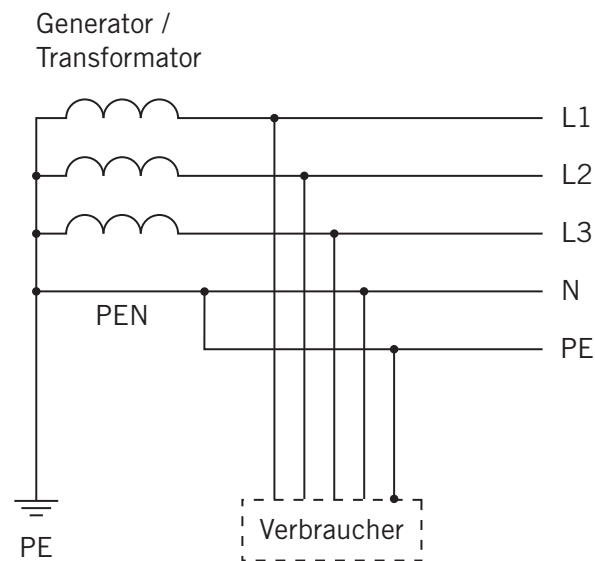 Generator /
Transformator
L1
L2
L3
N
PEN
PE
Verbraucher
PE